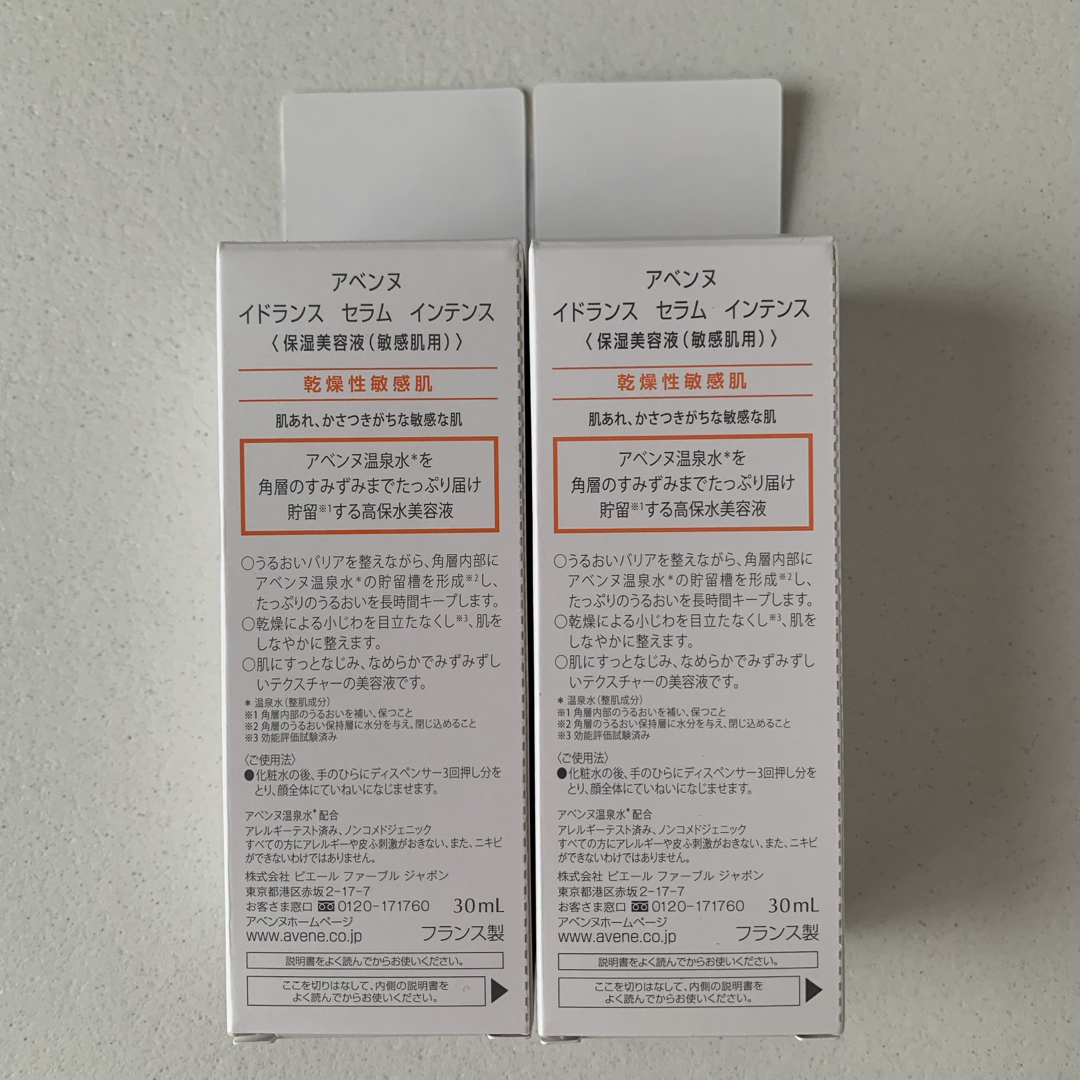 アベンヌ
イドランス セラム インテンス
〈保湿美容液(敏感肌用)〉
乾燥性敏感肌
肌あれ、かさつきがちな敏感な肌
アベンヌ温泉水*を
角層のすみずみまでたっぷり届け
貯留※1する高保水美容液
○うるおいバリアを整えながら、角層内部に
アベンヌ温泉水*の貯留槽を形成※2し、
たっぷりのうるおいを長時間キープします。
○乾燥による小じわを目立たなくし※3、肌を
しなやかに整えます。
○肌にすっとなじみ、なめらかでみずみずし
いテクスチャーの美容液です。
* 温泉水(整肌成分)
※1 角層内部のうるおいを補い、保つこと
※2 角層のうるおい保持層に水分を与え、閉じ込めること
※3 効能評価試験済み
〈ご使用法〉
●化粧水の後、手のひらにディスペンサー3回押し分を
とり、顔全体にていねいになじませます。
アベンヌ温泉水*配合
アレルギーテスト済み、ノンコメドジェニック
すべての方にアレルギーや皮ふ刺激がおきない、また、ニキビ
ができないわけではありません。
株式会社 ピエール ファーブル ジャポン
東京都港区赤坂2-17-7
お客さま窓口 0120-171760 30mL
アベンヌホームページ
www.avene.co.jp フランス製
説明書をよく読んでからお使いください。
ここを切りはなして、内側の説明書を
よく読んでからお使いください。
アベンヌ
イドランス セラム インテンス
〈保湿美容液(敏感肌用)〉
乾燥性敏感肌
肌あれ、かさつきがちな敏感な肌
アベンヌ温泉水*を
角層のすみずみまでたっぷり届け
貯留※1する高保水美容液
○うるおいバリアを整えながら、角層内部に
アベンヌ温泉水*の貯留槽を形成※2し、
たっぷりのうるおいを長時間キープします。
○乾燥による小じわを目立たなくし※3、肌を
しなやかに整えます。
○肌にすっとなじみ、なめらかでみずみずし
いテクスチャーの美容液です。
* 温泉水(整肌成分)
※1 角層内部のうるおいを補い、保つこと
※2 角層のうるおい保持層に水分を与え、閉じ込めること
※3 効能評価試験済み
〈ご使用法〉
●化粧水の後、手のひらにディスペンサー3回押し分を
とり、顔全体にていねいになじませます。
アベンヌ温泉水*配合
アレルギーテスト済み、ノンコメドジェニック
すべての方にアレルギーや皮ふ刺激がおきない、また、ニキビ
ができないわけではありません。
株式会社 ピエール ファーブル ジャポン
東京都港区赤坂2-17-7
お客さま窓口 0120-171760 30mL
アベンヌホームページ
www.avene.co.jp フランス製
説明書をよく読んでからお使いください。
ここを切りはなして、内側の説明書を
よく読んでからお使いください。